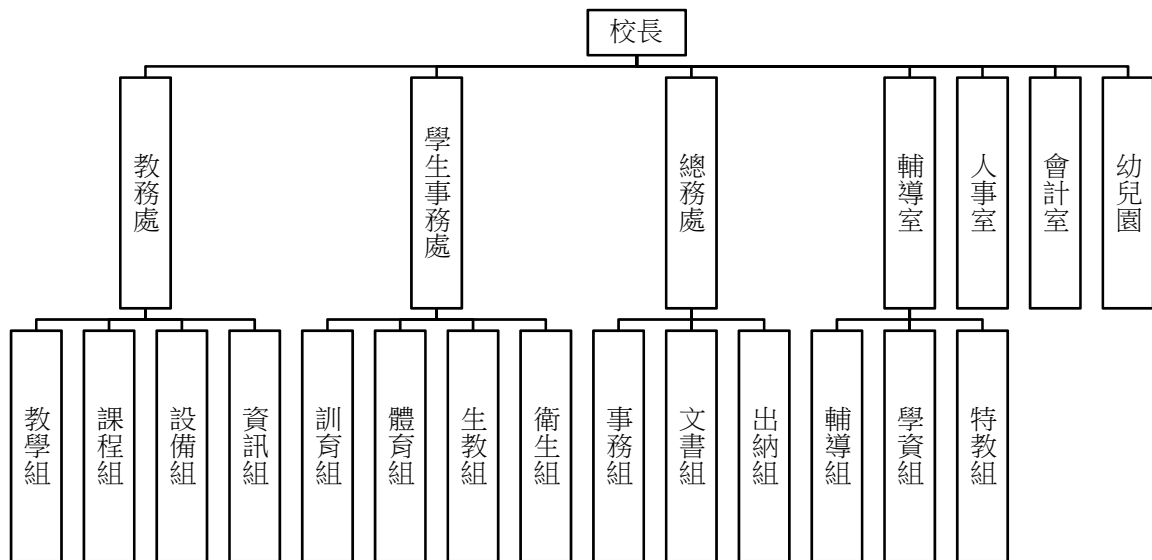 校長
教務處
學生事務處
總務處
輔導室
人事室
會計室
幼兒園
教學組
課程組
設備組
資訊組
訓育組
體育組
生教組
衛生組
事務組
文書組
出納組
輔導組
學資組
特教組